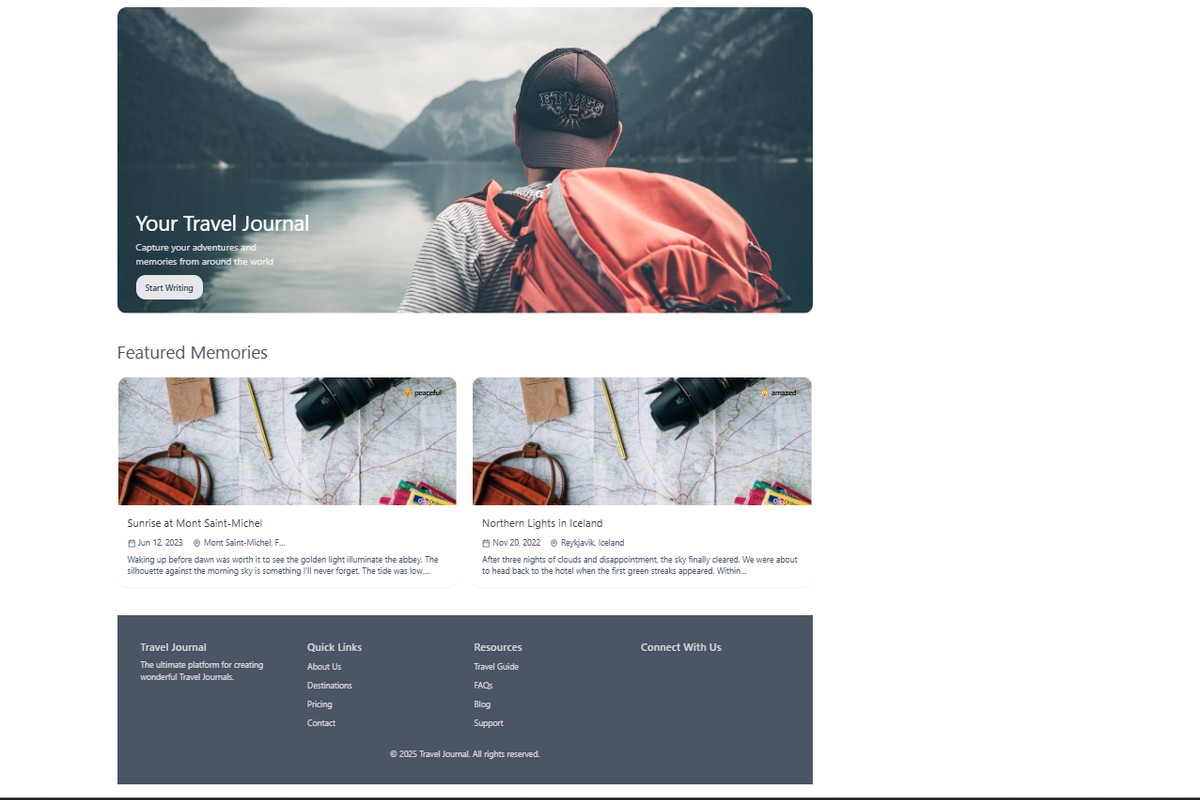 ETNIES
Your Travel Journal
Capture your adventures and
memories from around the world
Start Writing
Featured Memories
peaceful
Sunrise at Mont Saint-Michel
Jun 12, 2023 Mont Saint-Michel, F...
Waking up before dawn was worth it to see the golden light illuminate the abbey. The
silhouette against the morning sky is something I'll never forget. The tide was low,...
amazed
Northern Lights in Iceland
Nov 20, 2022 Reykjavik, Iceland
After three nights of clouds and disappointment, the sky finally cleared. We were about
to head back to the hotel when the first green streaks appeared. Within...
Travel Journal
The ultimate platform for creating
wonderful Travel Journals.
Quick Links
About Us
Destinations
Pricing
Contact
Resources
Travel Guide
FAQs
Blog
Support
Connect With Us
© 2025 Travel Journal. All rights reserved.